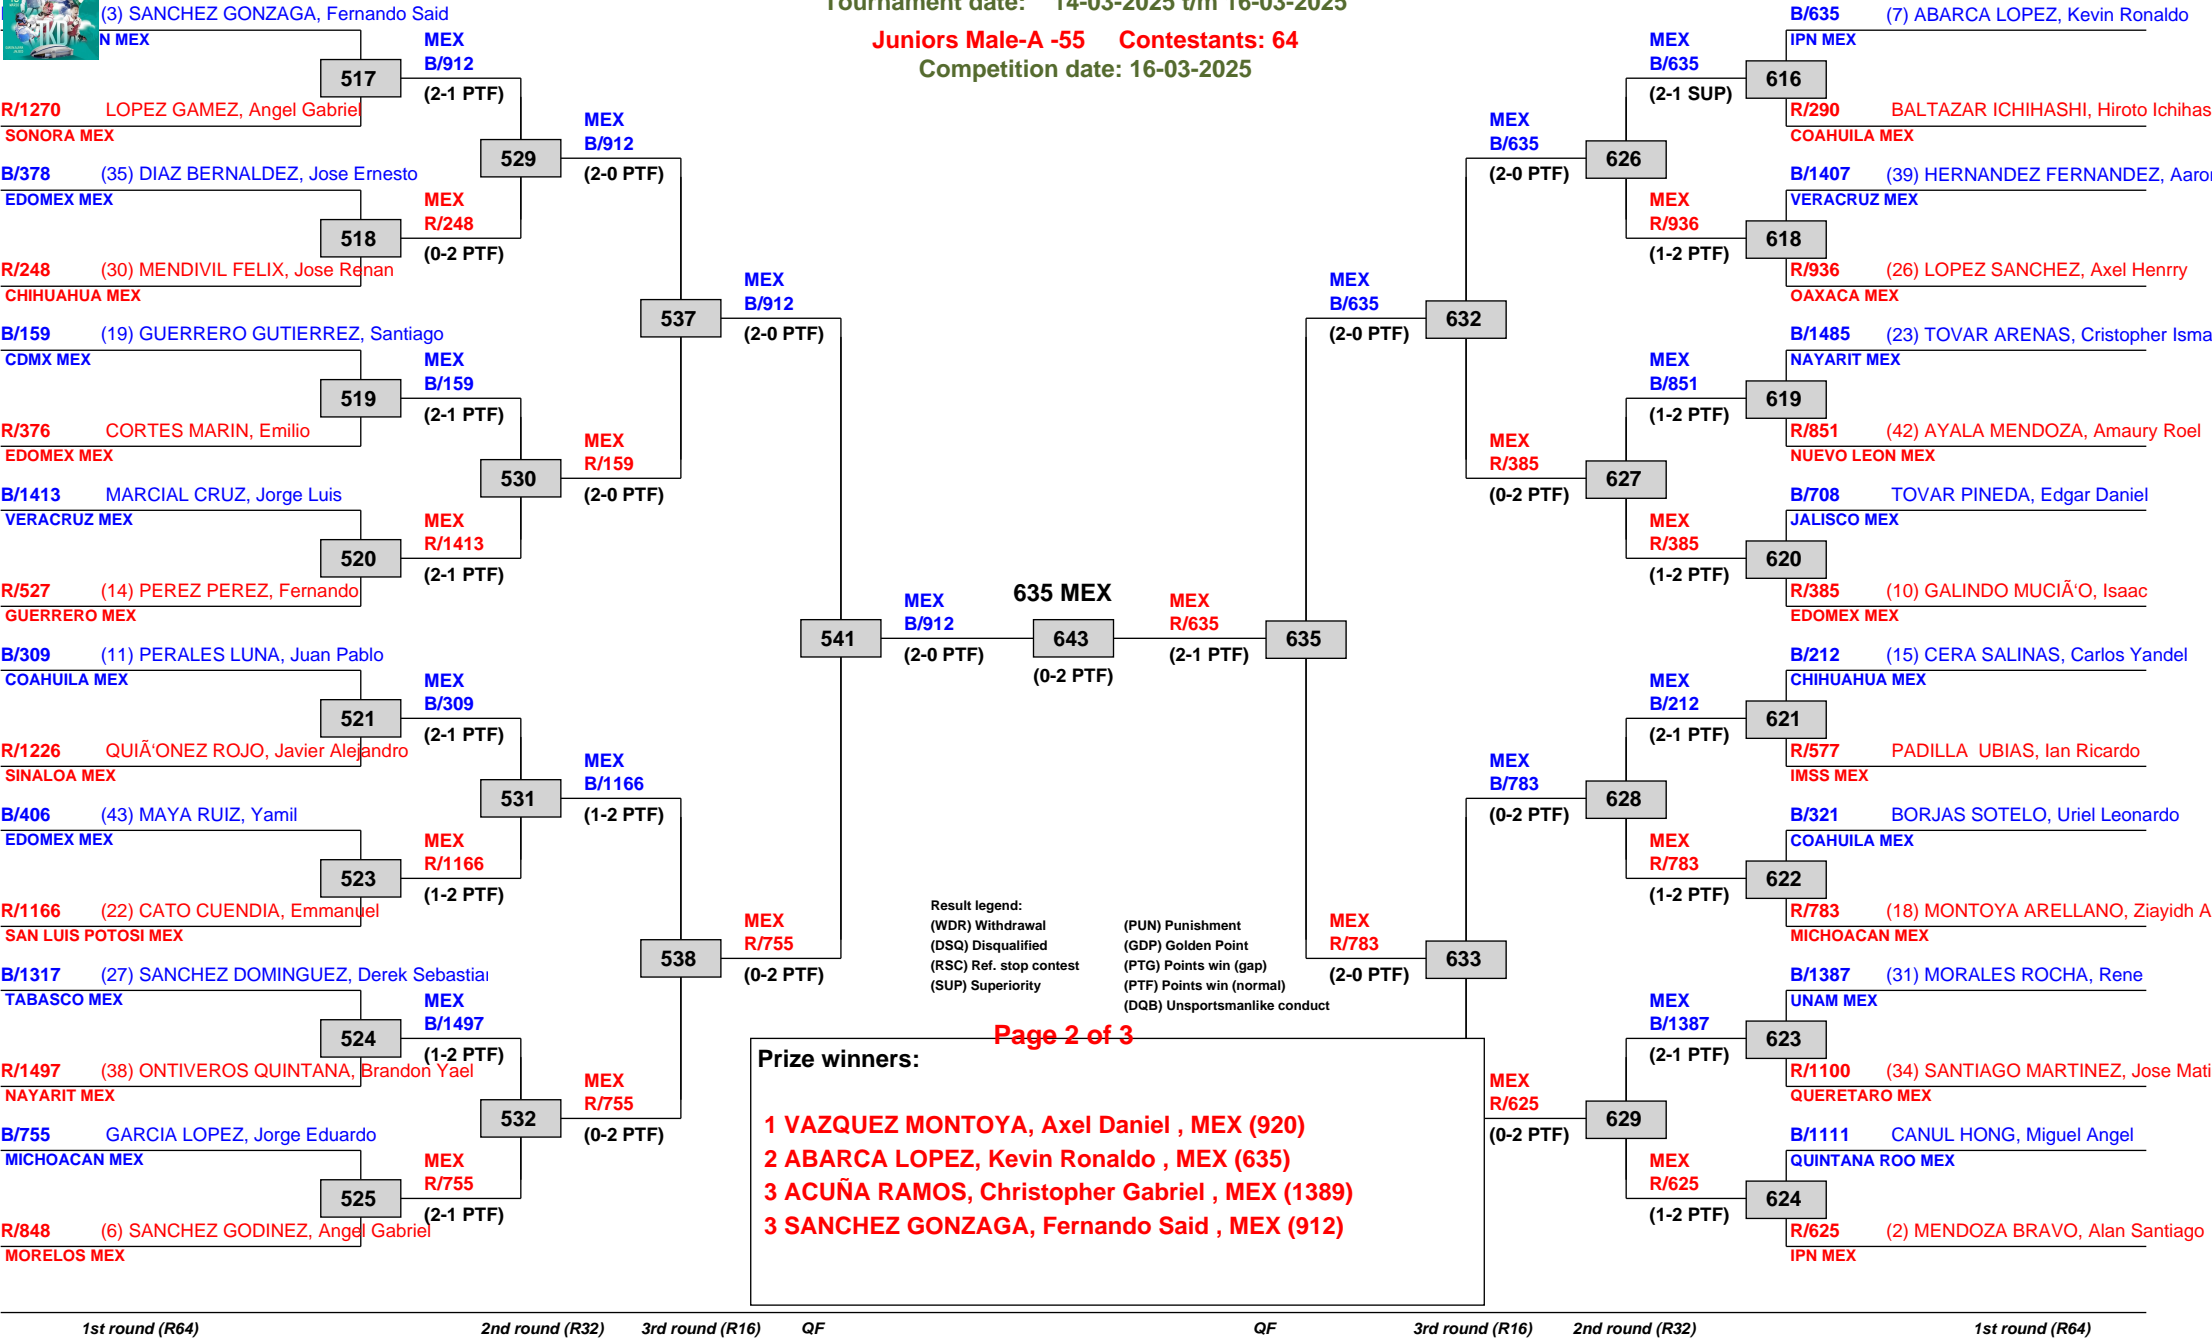 Tournament date: 14-03-2025 t/m 16-03-2025
Juniors Male-A -55 Contestants: 64
Competition date: 16-03-2025
TKD
(3) SANCHEZ GONZAGA, Fernando Said
N MEX
517
R/1270 LOPEZ GAMEZ, Angel Gabriel
SONORA MEX
B/378 (35) DIAZ BERNALDEZ, Jose Ernesto
EDOMEX MEX
518
R/248 (30) MENDIVIL FELIX, Jose Renan
CHIHUAHUA MEX
B/159 (19) GUERRERO GUTIERREZ, Santiago
CDMX MEX
519
R/376 CORTES MARIN, Emilio
EDOMEX MEX
B/1413 MARCIAL CRUZ, Jorge Luis
VERACRUZ MEX
520
R/527 (14) PEREZ PEREZ, Fernando
GUERRERO MEX
B/309 (11) PERALES LUNA, Juan Pablo
COAHUILA MEX
521
R/1226 QUIÃ‘ONEZ ROJO, Javier Alejandro
SINALOA MEX
B/406 (43) MAYA RUIZ, Yamil
EDOMEX MEX
523
R/1166 (22) CATO CUENDIA, Emmanuel
SAN LUIS POTOSI MEX
B/1317 (27) SANCHEZ DOMINGUEZ, Derek Sebastia
TABASCO MEX
524
R/1497 (38) ONTIVEROS QUINTANA, Brandon Yael
NAYARIT MEX
B/755 GARCIA LOPEZ, Jorge Eduardo
MICHOACAN MEX
525
R/848 (6) SANCHEZ GODINEZ, Angel Gabriel
MORELOS MEX
MEX
B/912
(2-1 PTF)
529
MEX
R/248
(0-2 PTF)
MEX
B/159
(2-1 PTF)
530
MEX
R/1413
(2-1 PTF)
MEX
B/309
(2-1 PTF)
531
MEX
R/1166
(1-2 PTF)
MEX
B/1497
(1-2 PTF)
532
MEX
R/755
(2-1 PTF)
MEX
B/912
(2-0 PTF)
537
MEX
R/159
(2-0 PTF)
MEX
B/1166
(1-2 PTF)
538
MEX
R/755
(0-2 PTF)
MEX
B/912
(2-0 PTF)
541
MEX
R/755
(0-2 PTF)
MEX
B/912
(2-0 PTF)
635 MEX
643
(0-2 PTF)
MEX
R/635
(2-1 PTF)
635
MEX
B/635
(2-0 PTF)
632
MEX
R/783
(2-0 PTF)
633
MEX
B/635
(2-0 PTF)
626
MEX
R/385
(0-2 PTF)
627
MEX
B/783
(0-2 PTF)
628
MEX
R/625
(0-2 PTF)
629
MEX
B/635
(2-1 SUP)
616
MEX
R/936
(1-2 PTF)
618
MEX
B/851
(1-2 PTF)
619
MEX
R/385
(1-2 PTF)
620
MEX
B/212
(2-1 PTF)
621
MEX
R/783
(1-2 PTF)
622
MEX
B/1387
(2-1 PTF)
623
MEX
R/625
(1-2 PTF)
624
B/635 (7) ABARCA LOPEZ, Kevin Ronaldo
IPN MEX
R/290 BALTAZAR ICHIHASHI, Hiroto Ichihas
COAHUILA MEX
B/1407 (39) HERNANDEZ FERNANDEZ, Aaro
VERACRUZ MEX
R/936 (26) LOPEZ SANCHEZ, Axel Henrry
OAXACA MEX
B/1485 (23) TOVAR ARENAS, Cristopher Isma
NAYARIT MEX
R/851 (42) AYALA MENDOZA, Amaury Roel
NUEVO LEON MEX
B/708 TOVAR PINEDA, Edgar Daniel
JALISCO MEX
R/385 (10) GALINDO MUCIÃ‘O, Isaac
EDOMEX MEX
B/212 (15) CERA SALINAS, Carlos Yandel
CHIHUAHUA MEX
R/577 PADILLA UBIAS, Ian Ricardo
IMSS MEX
B/321 BORJAS SOTELO, Uriel Leonardo
COAHUILA MEX
R/783 (18) MONTOYA ARELLANO, Ziayidh A
MICHOACAN MEX
B/1387 (31) MORALES ROCHA, Rene
UNAM MEX
R/1100 (34) SANTIAGO MARTINEZ, Jose Mati
QUERETARO MEX
B/1111 CANUL HONG, Miguel Angel
QUINTANA ROO MEX
R/625 (2) MENDOZA BRAVO, Alan Santiago
IPN MEX
Result legend:
(WDR) Withdrawal (PUN) Punishment
(DSQ) Disqualified (GDP) Golden Point
(RSC) Ref. stop contest (PTG) Points win (gap)
(SUP) Superiority (PTF) Points win (normal)
(DQB) Unsportsmanlike conduct
Page 2 of 3
Prize winners:
1 VAZQUEZ MONTOYA, Axel Daniel , MEX (920)
2 ABARCA LOPEZ, Kevin Ronaldo , MEX (635)
3 ACUÑA RAMOS, Christopher Gabriel , MEX (1389)
3 SANCHEZ GONZAGA, Fernando Said , MEX (912)
1st round (R64) 2nd round (R32) 3rd round (R16) QF QF 3rd round (R16) 2nd round (R32) 1st round (R64)